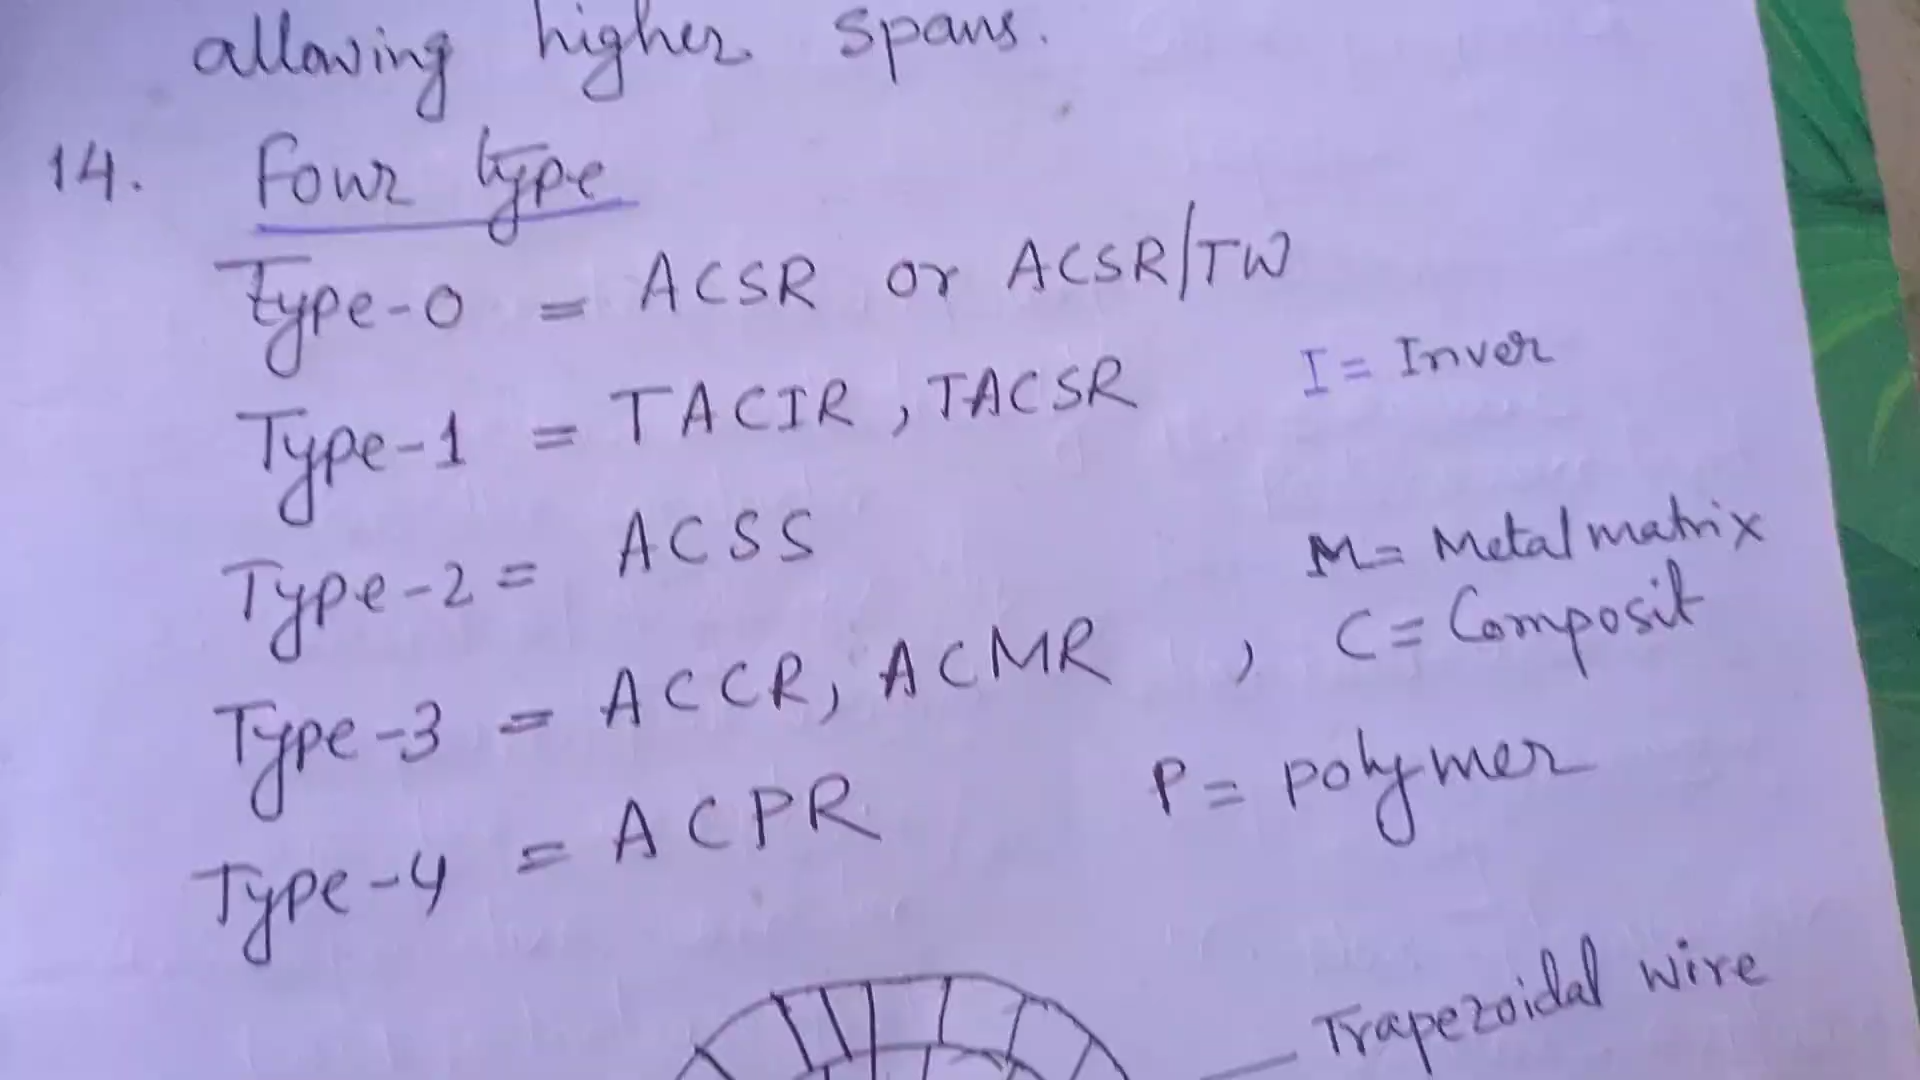 allowing higher spans.
14. Four type
Type-0 = ACSR or ACSR/TW
Type-1 = TACIR, TACSR I = Inver
Type-2 = ACSS M = Metal matrix
Type-3 = ACCR, ACMR , C = Composit
Type-4 = ACPR P = polymer
Trapezoidal wire